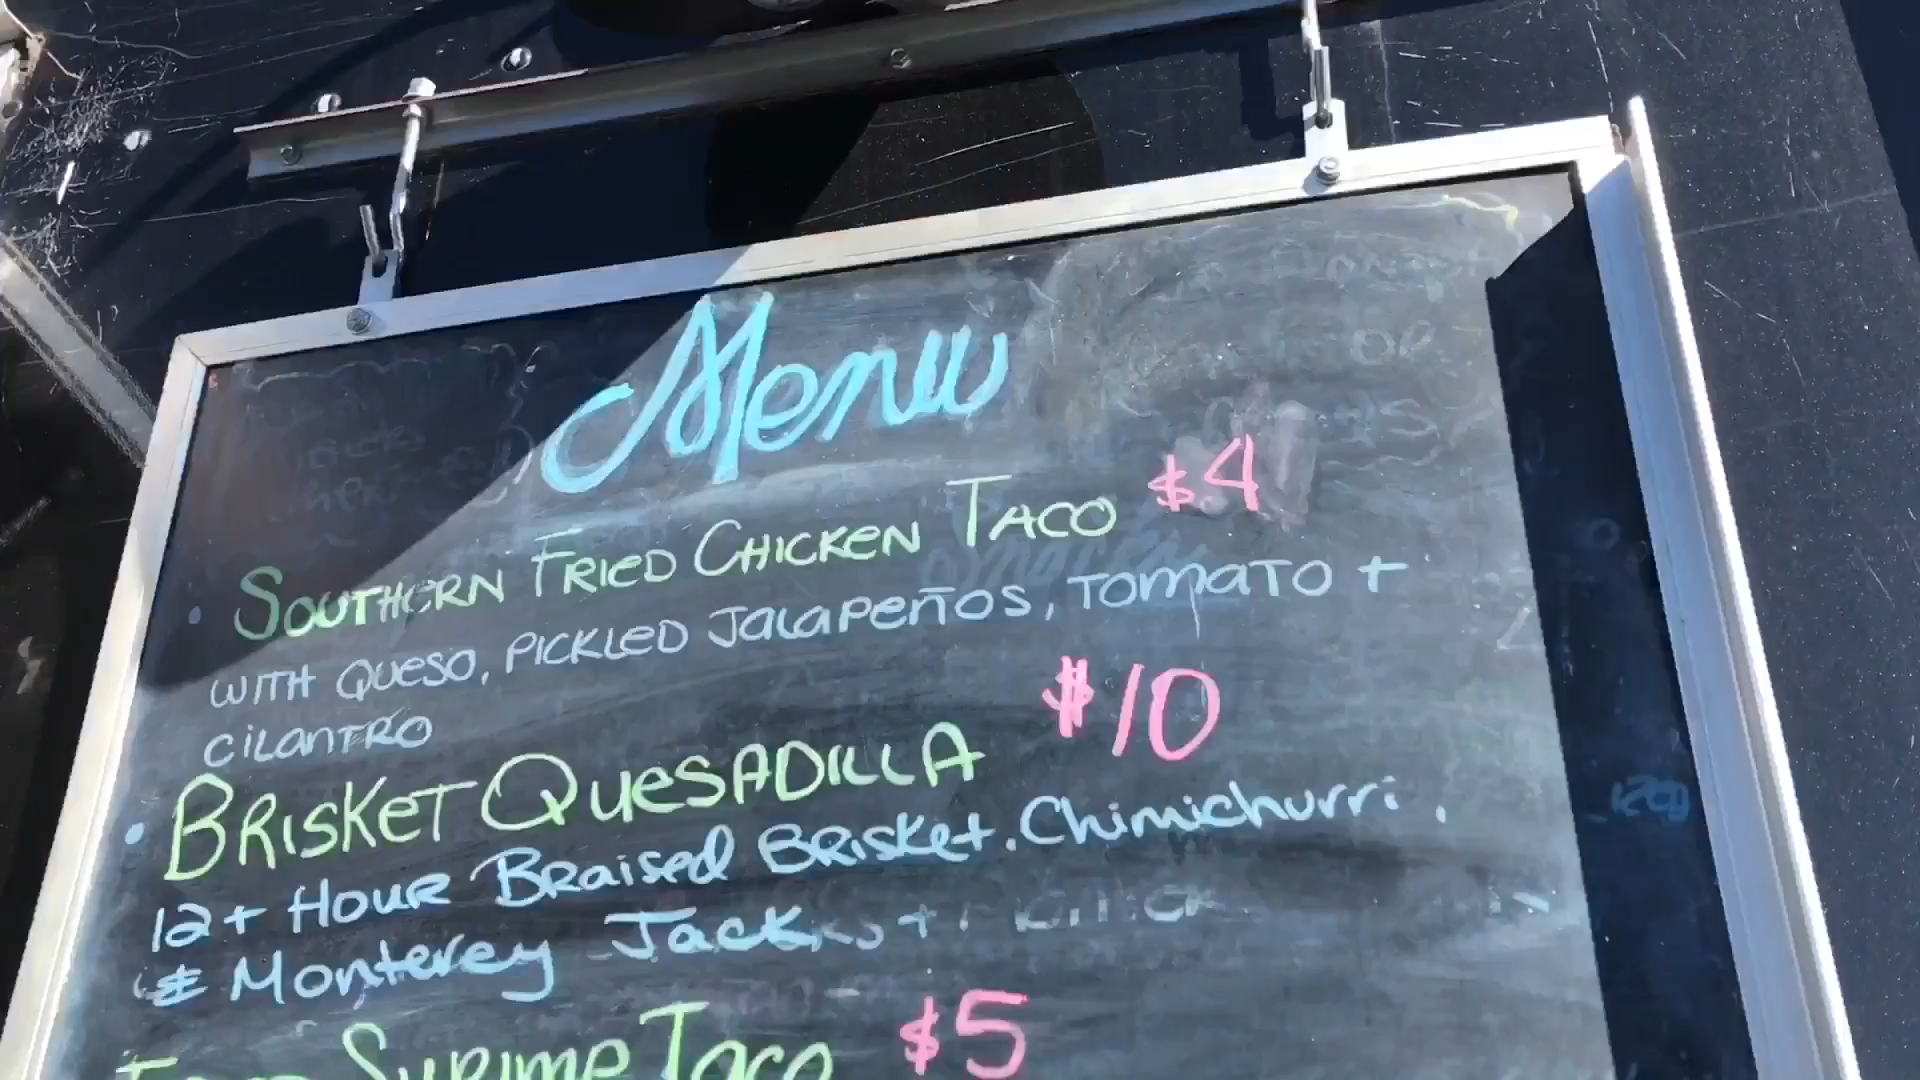 Menu
SOUTHERN FRIED CHICKEN TACO $4
WITH QUESO, PICKLED JALAPEÑOS, TOMATO +
CILANTRO
BRISKET QUESADILLA $10
12+ HOUR BRAISED BRISKET. Chimichurri.
& Monterey Jack
SHRIMP TACO $5